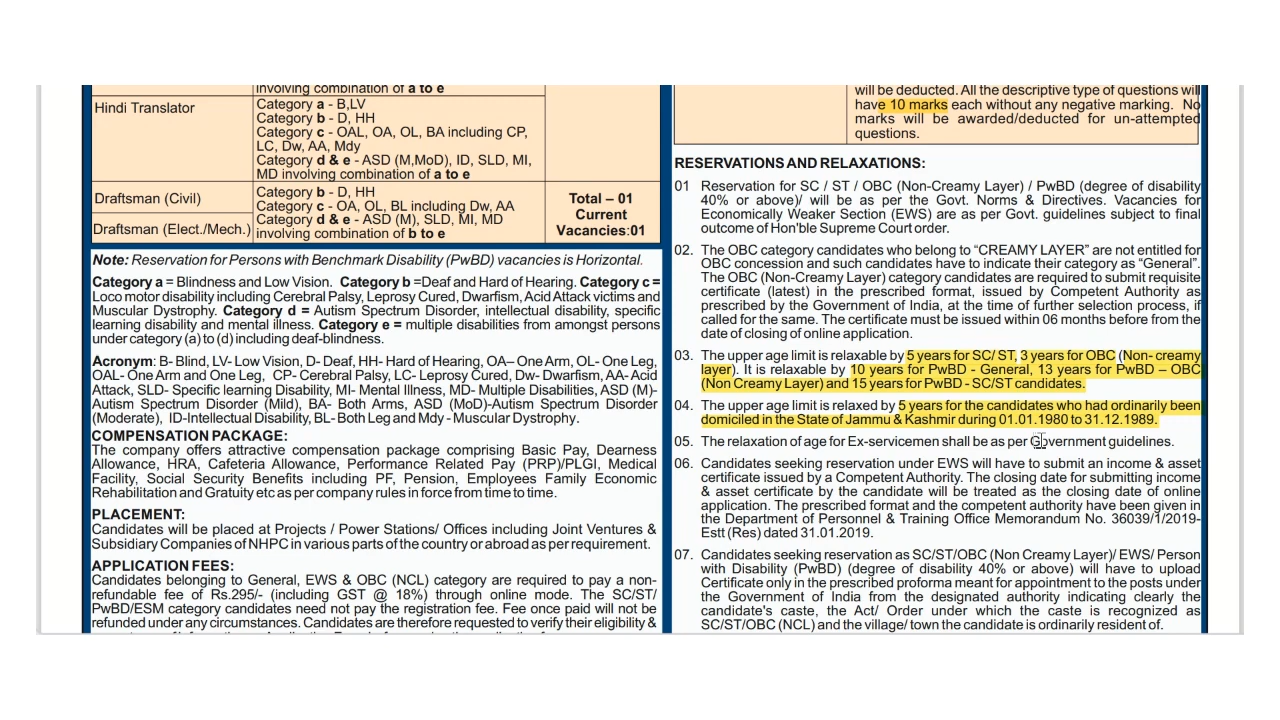 involving combination of a to e
Hindi Translator
Category a - B,LV
Category b - D, HH
Category c - OAL, OA, OL, BA including CP,
LC, Dw, AA, Mdy
Category d & e - ASD (M,MoD), ID, SLD, MI,
MD involving combination of a to e
Draftsman (Civil)
Draftsman (Elect./Mech.)
Category b - D, HH
Category c - OA, OL, BL including Dw, AA
Category d & e - ASD (M), SLD, MI, MD
involving combination of b to e
Total – 01
Current
Vacancies:01
Note: Reservation for Persons with Benchmark Disability (PwBD) vacancies is Horizontal.
Category a = Blindness and Low Vision. Category b =Deaf and Hard of Hearing. Category c =
Loco motor disability including Cerebral Palsy, Leprosy Cured, Dwarfism, Acid Attack victims and
Muscular Dystrophy. Category d = Autism Spectrum Disorder, intellectual disability, specific
learning disability and mental illness. Category e = multiple disabilities from amongst persons
under category (a) to (d) including deaf-blindness.
Acronym: B- Blind, LV- Low Vision, D- Deaf, HH- Hard of Hearing, OA– One Arm, OL- One Leg,
OAL- One Arm and One Leg, CP- Cerebral Palsy, LC- Leprosy Cured, Dw- Dwarfism, AA- Acid
Attack, SLD- Specific learning Disability, MI- Mental Illness, MD- Multiple Disabilities, ASD (M)-
Autism Spectrum Disorder (Mild), BA- Both Arms, ASD (MoD)-Autism Spectrum Disorder
(Moderate), ID-Intellectual Disability, BL- Both Leg and Mdy - Muscular Dystrophy.
COMPENSATION PACKAGE:
The company offers attractive compensation package comprising Basic Pay, Dearness
Allowance, HRA, Cafeteria Allowance, Performance Related Pay (PRP)/PLGI, Medical
Facility, Social Security Benefits including PF, Pension, Employees Family Economic
Rehabilitation and Gratuity etc as per company rules in force from time to time.
PLACEMENT:
Candidates will be placed at Projects / Power Stations/ Offices including Joint Ventures &
Subsidiary Companies of NHPC in various parts of the country or abroad as per requirement.
APPLICATION FEES:
Candidates belonging to General, EWS & OBC (NCL) category are required to pay a non-
refundable fee of Rs.295/- (including GST @ 18%) through online mode. The SC/ST/
PwBD/ESM category candidates need not pay the registration fee. Fee once paid will not be
refunded under any circumstances. Candidates are therefore requested to verify their eligibility &
will be deducted. All the descriptive type of questions will
have 10 marks each without any negative marking. No
marks will be awarded/deducted for un-attempted
questions.
RESERVATIONS AND RELAXATIONS:
01 Reservation for SC / ST / OBC (Non-Creamy Layer) / PwBD (degree of disability
40% or above)/ will be as per the Govt. Norms & Directives. Vacancies for
Economically Weaker Section (EWS) are as per Govt. guidelines subject to final
outcome of Hon'ble Supreme Court order.
02. The OBC category candidates who belong to “CREAMY LAYER” are not entitled for
OBC concession and such candidates have to indicate their category as “General”.
The OBC (Non-Creamy Layer) category candidates are required to submit requisite
certificate (latest) in the prescribed format, issued by Competent Authority as
prescribed by the Government of India, at the time of further selection process, if
called for the same. The certificate must be issued within 06 months before from the
date of closing of online application.
03. The upper age limit is relaxable by 5 years for SC/ ST, 3 years for OBC (Non- creamy
layer). It is relaxable by 10 years for PwBD - General, 13 years for PwBD – OBC
(Non Creamy Layer) and 15 years for PwBD - SC/ST candidates.
04. The upper age limit is relaxed by 5 years for the candidates who had ordinarily been
domiciled in the State of Jammu & Kashmir during 01.01.1980 to 31.12.1989.
05. The relaxation of age for Ex-servicemen shall be as per Government guidelines.
06. Candidates seeking reservation under EWS will have to submit an income & asset
certificate issued by a Competent Authority. The closing date for submitting income
& asset certificate by the candidate will be treated as the closing date of online
application. The prescribed format and the competent authority have been given in
the Department of Personnel & Training Office Memorandum No. 36039/1/2019-
Estt (Res) dated 31.01.2019.
07. Candidates seeking reservation as SC/ST/OBC (Non Creamy Layer)/ EWS/ Person
with Disability (PwBD) (degree of disability 40% or above) will have to upload
Certificate only in the prescribed proforma meant for appointment to the posts under
the Government of India from the designated authority indicating clearly the
candidate's caste, the Act/ Order under which the caste is recognized as
SC/ST/OBC (NCL) and the village/ town the candidate is ordinarily resident of.